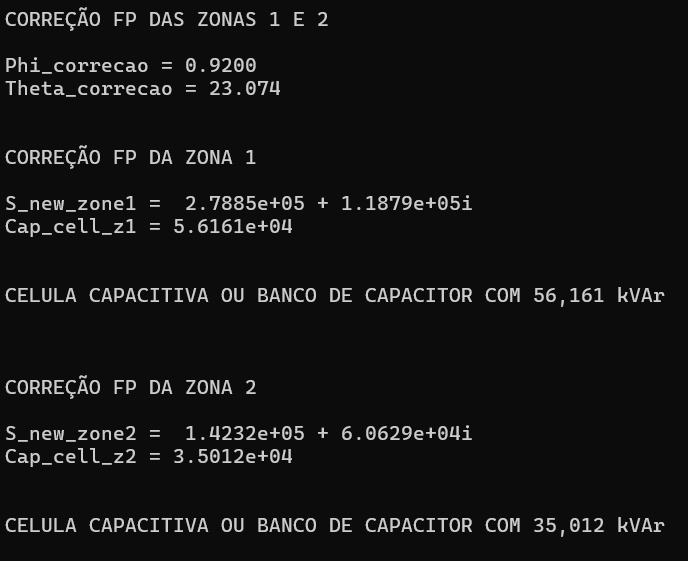 CORREÇÃO FP DAS ZONAS 1 E 2
Phi_correcao = 0.9200
Theta_correcao = 23.074
CORREÇÃO FP DA ZONA 1
S_new_zone1 =  2.7885e+05 + 1.1879e+05i
Cap_cell_z1 = 5.6161e+04
CELULA CAPACITIVA OU BANCO DE CAPACITOR COM 56,161 kVAr
CORREÇÃO FP DA ZONA 2
S_new_zone2 =  1.4232e+05 + 6.0629e+04i
Cap_cell_z2 = 3.5012e+04
CELULA CAPACITIVA OU BANCO DE CAPACITOR COM 35,012 kVAr